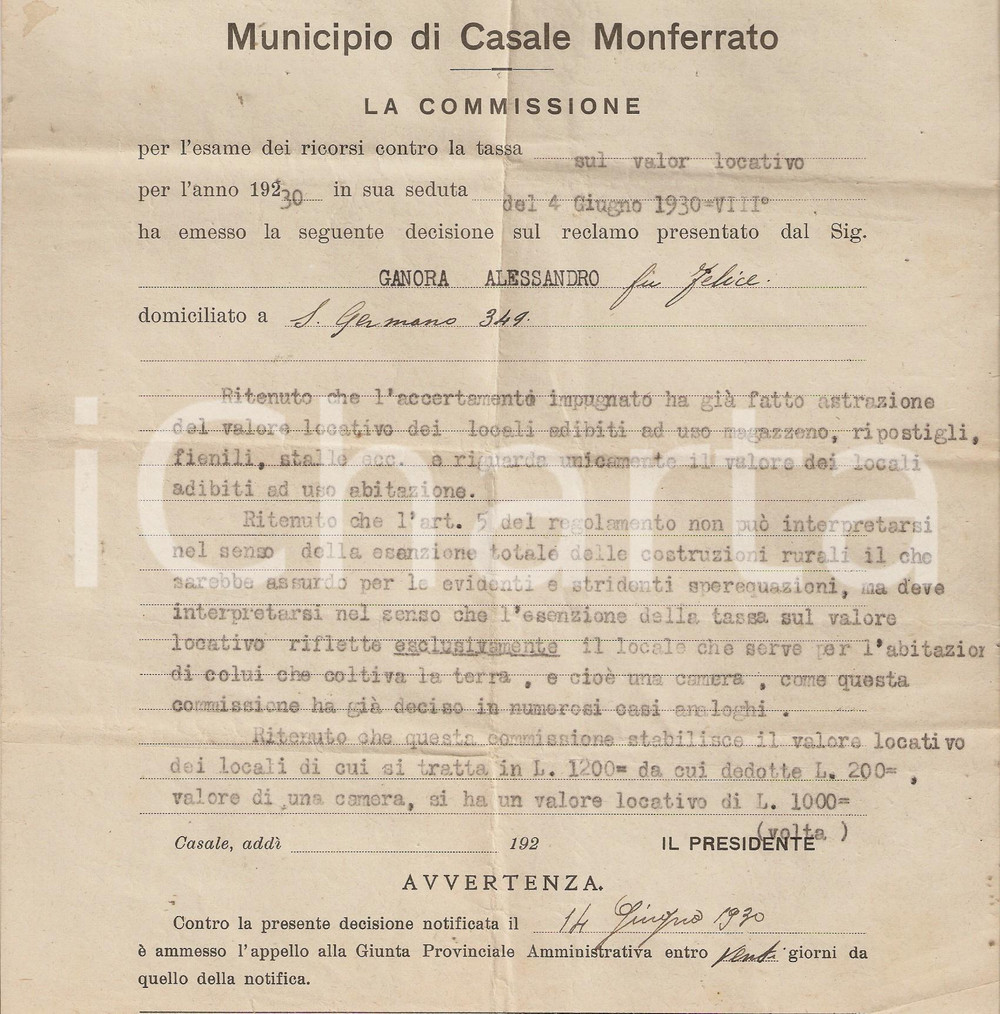 Municipio di Casale Monferrato
LA COMMISSIONE
per l'esame dei ricorsi contro la tassa sul valor locativo
per l'anno 19230 in sua seduta del 4 Giugno 1930=VIII°
ha emesso la seguente decisione sul reclamo presentato dal Sig.
GANORA ALESSANDRO fu Felice.
domiciliato a S. Germano 349.
Ritenuto che l'accertamento impugnato ha già fatto astrazione
del valore locativo dei locali adibiti ad uso magazzeno, ripostigli,
fienili, stalle ecc. e riguarda unicamente il valore dei locali
adibiti ad uso abitazione.
Ritenuto che l'art. 5 del regolamento non può interpretarsi
nel senso della esanzione totale delle costruzioni rurali il che
sarebbe assurdo per le evidenti e stridenti sperequazioni, ma deve
interpretarsi nel senso che l'esenzione della tassa sul valore
locativo riflette esclusivamente il locale che serve per l'abitazion
di colui che coltiva la terra , e cioè una camera , come questa
commissione ha già deciso in numerosi casi analoghi .
Ritenuto che questa commissione stabilisce il valore locativo
dei locali di cui si tratta in L. 1200= da cui dedotte L. 200= ,
valore di una camera, si ha un valore locativo di L. 1000=
(volta )
Casale, addì 192 IL PRESIDENTE
AVVERTENZA.
Contro la presente decisione notificata il 14 Giugno 1930
è ammesso l'appello alla Giunta Provinciale Amministrativa entro venti giorni da
quello della notifica.
iCharta